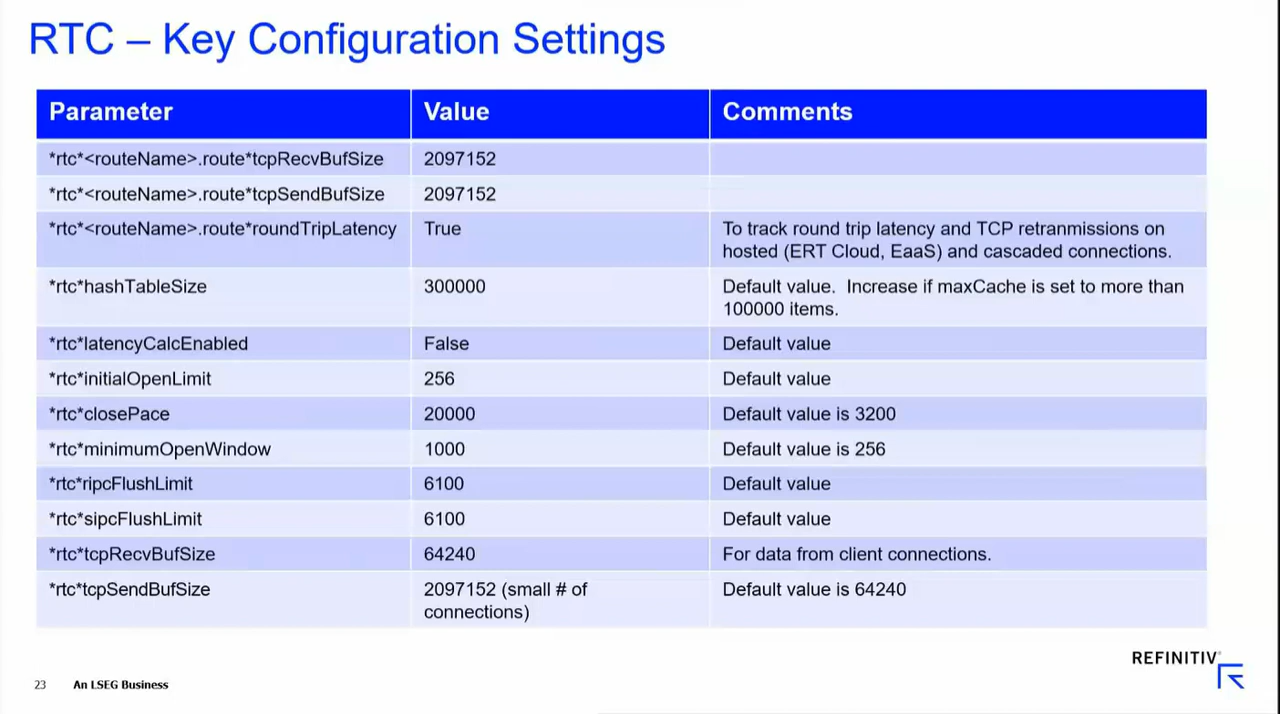 RTC – Key Configuration Settings
Parameter Value Comments
*rtc*<routeName>.route*tcpRecvBufSize 2097152
*rtc*<routeName>.route*tcpSendBufSize 2097152
*rtc*<routeName>.route*roundTripLatency True To track round trip latency and TCP retranmissions on
hosted (ERT Cloud, EaaS) and cascaded connections.
*rtc*hashTableSize 300000 Default value. Increase if maxCache is set to more than
100000 items.
*rtc*latencyCalcEnabled False Default value
*rtc*initialOpenLimit 256 Default value
*rtc*closePace 20000 Default value is 3200
*rtc*minimumOpenWindow 1000 Default value is 256
*rtc*ripcFlushLimit 6100 Default value
*rtc*sipcFlushLimit 6100 Default value
*rtc*tcpRecvBufSize 64240 For data from client connections.
*rtc*tcpSendBufSize 2097152 (small # of Default value is 64240
connections)
REFINITIV
23 An LSEG Business